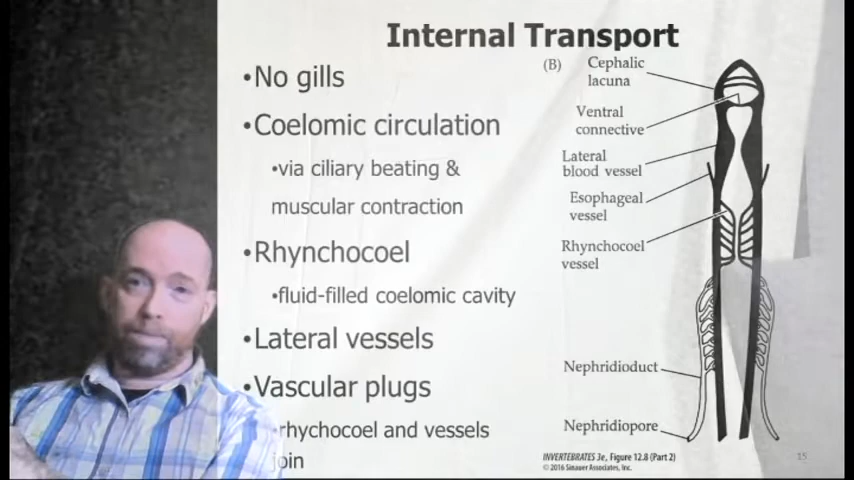 Internal Transport
•No gills
•Coelomic circulation
•via ciliary beating &
muscular contraction
•Rhynchocoel
•fluid-filled coelomic cavity
•Lateral vessels
•Vascular plugs
•rhychocoel and vessels
join
(B)
Cephalic
lacuna
Ventral
connective
Lateral
blood vessel
Esophageal
vessel
Rhynchocoel
vessel
Nephridioduct
Nephridiopore
INVERTEBRATES 3e, Figure 12.8 (Part 2)
© 2016 Sinauer Associates, Inc.
15